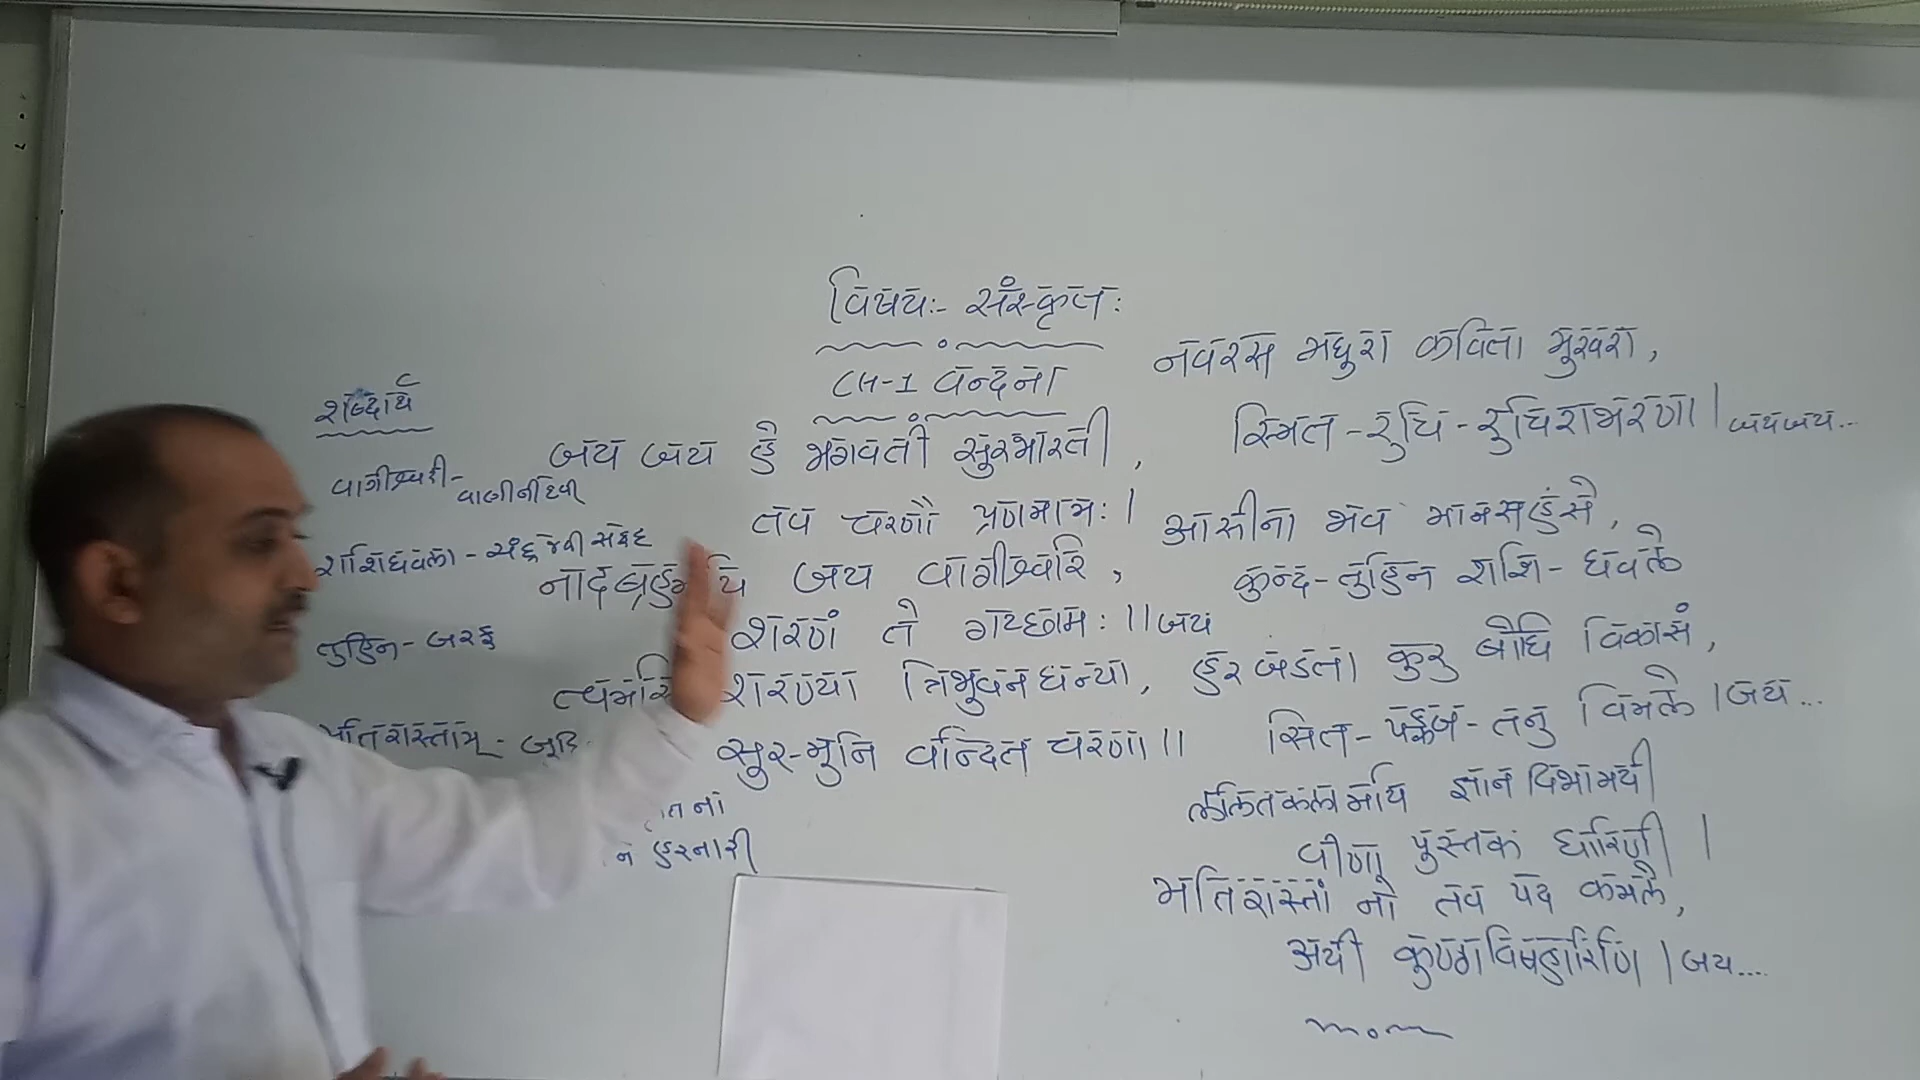 विषय:- संस्कृत:
CH-1 वन्दना
शब्दार्थ
वागीश्वरी- वाणीनी देवी
शशिधवला - चंद्र जेवी सफेद
तुहिन - बरफ
मतिरास्ताम् -
हरनारी
जय जय हे भगवती सुरभारती,
तव चरणौ प्रणमाम: ।
जय वागीश्वरि,
शरणं ते गच्छाम: ।। जय
शरण्या त्रिभुवनधन्या,
सुर-मुनि वन्दित चरणा ।।
नवरस मधुरा कविता मुखरा,
स्मित - रुचि - रुचिराभरणा । जयजय...
आसीना भव मानसहंसे,
कुन्द - तुहिन शशि - धवले
हर जडतां कुरु बोधि विकासं,
सित - पङ्कज - तनु विमले । जय...
ललितकलामयि ज्ञान विभामयी
वीणा पुस्तक धारिणी ।
मतिरास्तां नो तव पद कमले,
अयी कुण्ठाविषहारिणि । जय....